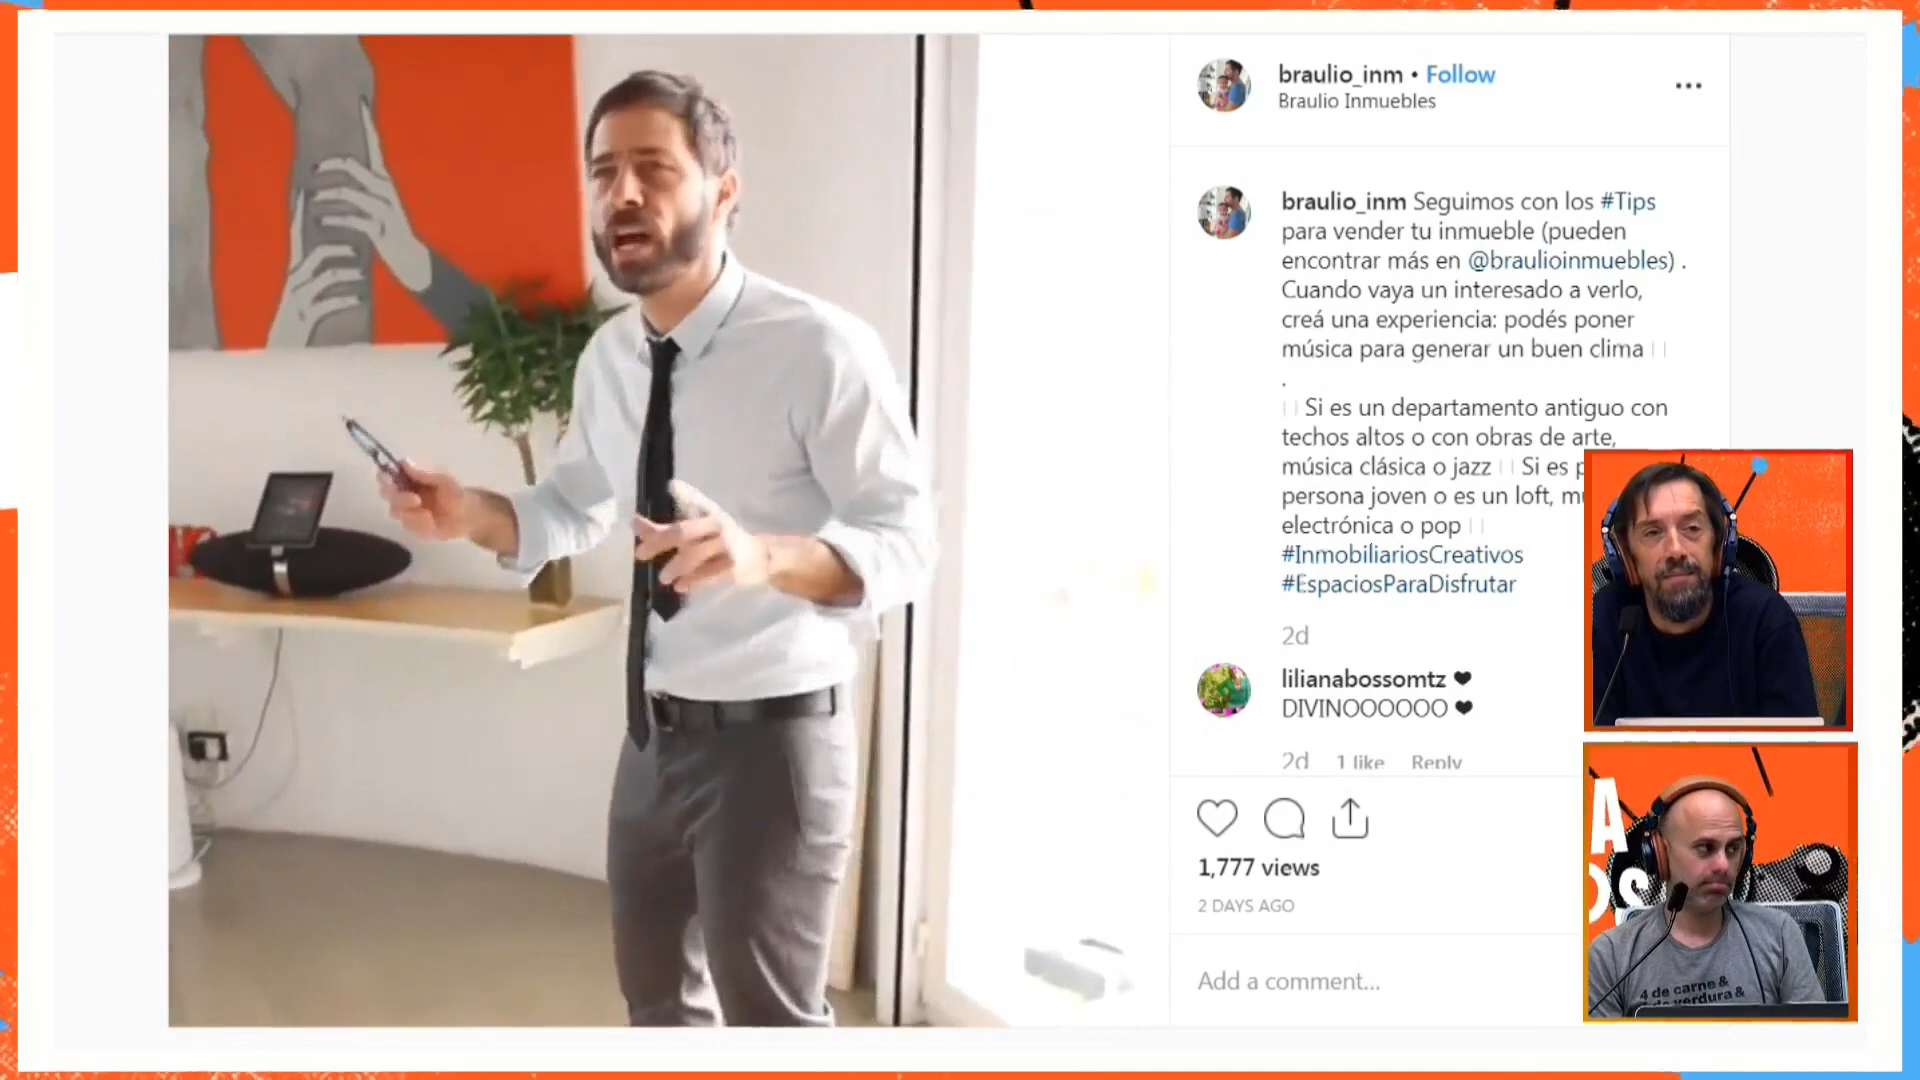 braulio_inm • Follow
Braulio Inmuebles
braulio_inm Seguimos con los #Tips
para vender tu inmueble (pueden
encontrar más en @braulioinmuebles) .
Cuando vaya un interesado a verlo,
creá una experiencia: podés poner
música para generar un buen clima
.
Si es un departamento antiguo con
techos altos o con obras de arte,
música clásica o jazz Si es
persona joven o es un loft,
electrónica o pop
#InmobiliariosCreativos
#EspaciosParaDisfrutar
2d
lilianabossomtz ❤
DIVINOOOOOO ❤
2d 1 like Reply
1,777 views
2 DAYS AGO
Add a comment...
A
OS
4 de carne &
de verdura &